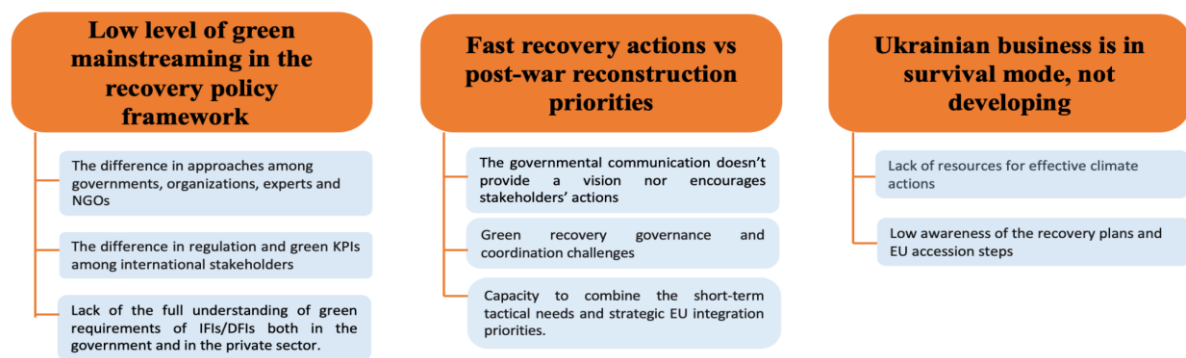 Low level of green
mainstreaming in the
recovery policy
framework
The difference in approaches among
governments, organizations, experts and
NGOs
The difference in regulation and green KPIs
among international stakeholders
Lack of the full understanding of green
requirements of IFIs/DFIs both in the
government and in the private sector.
Fast recovery actions vs
post-war reconstruction
priorities
The governmental communication doesn’t
provide a vision nor encourages
stakeholders’ actions
Green recovery governance and
coordination challenges
Capacity to combine the short-term
tactical needs and strategic EU integration
priorities.
Ukrainian business is in
survival mode, not
developing
Lack of resources for effective climate
actions
Low awareness of the recovery plans and
EU accession steps